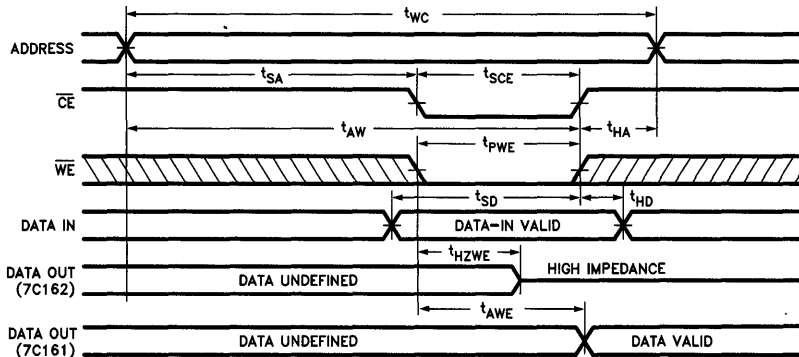 tWC
ADDRESS
tSA
tSCE
CE
tAW
tHA
tPWE
WE
tSD
tHD
DATA IN
DATA-IN VALID
tHZWE
DATA OUT
(7C162)
DATA UNDEFINED
HIGH IMPEDANCE
tAWE
DATA OUT
(7C161)
DATA UNDEFINED
DATA VALID